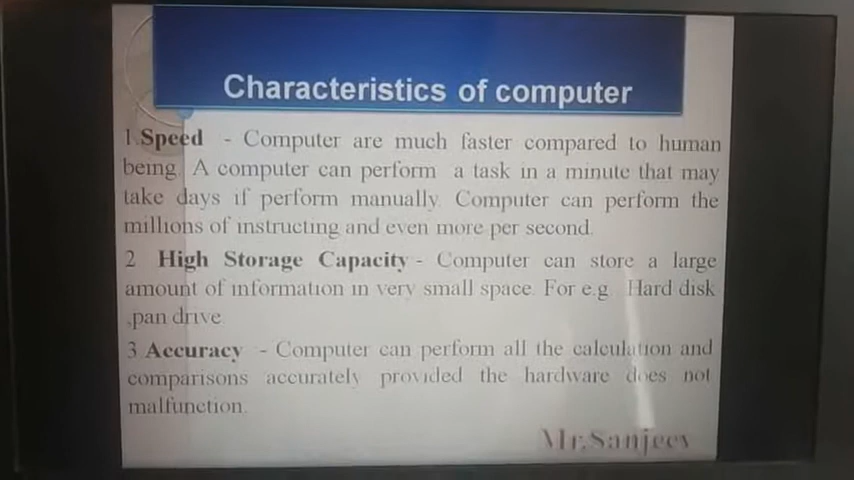 Characteristics of computer
1.Speed - Computer are much faster compared to human
being. A computer can perform a task in a minute that may
take days if perform manually. Computer can perform the
millions of instructing and even more per second.
2 High Storage Capacity - Computer can store a large
amount of information in very small space. For e.g. Hard disk
,pan drive
3 Accuracy - Computer can perform all the calculation and
comparisons accurately provided the hardware does not
malfunction.
Mr.Sanjeev